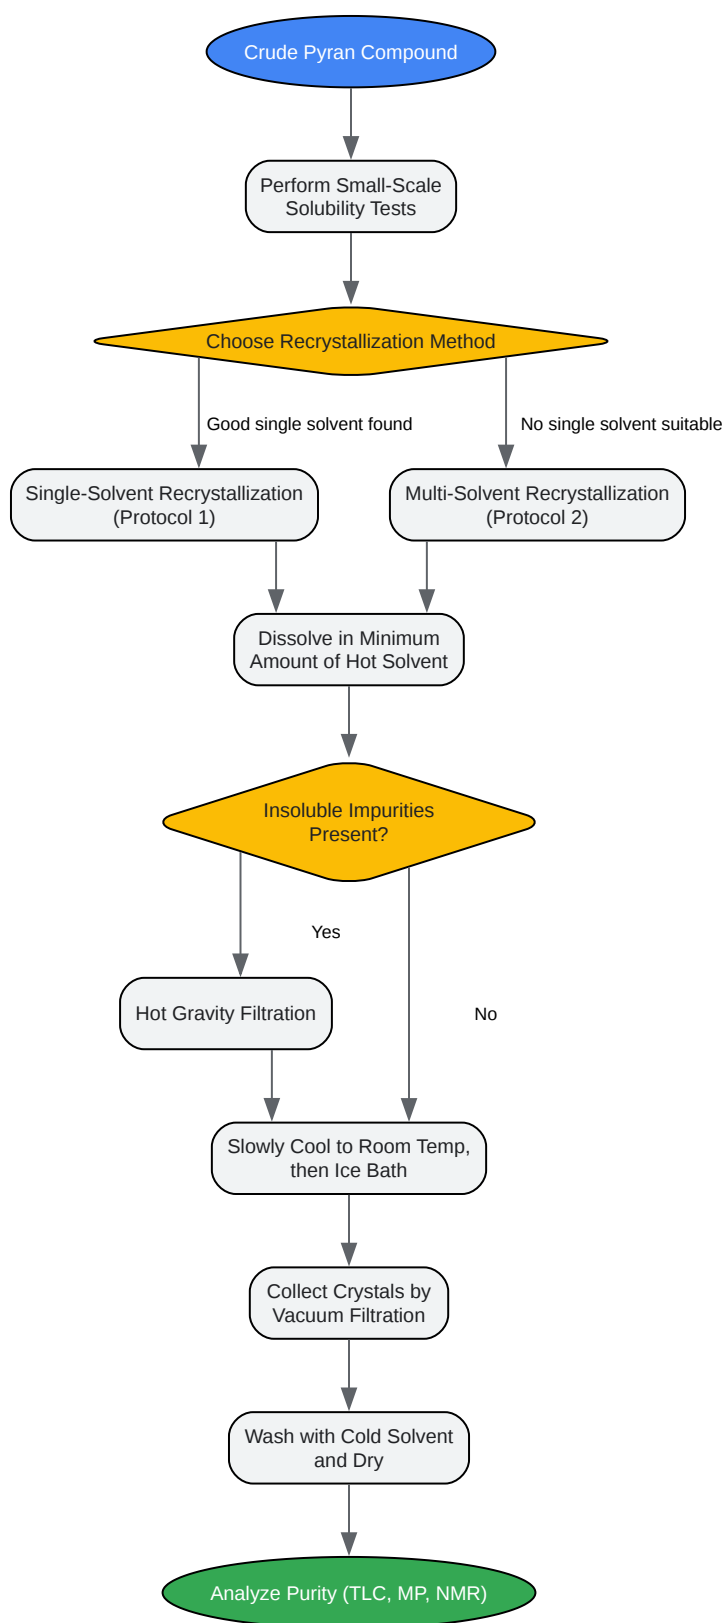 Crude Pyran Compound
Perform Small-Scale
Solubility Tests
Choose Recrystallization Method
Good single solvent found
No single solvent suitable
Single-Solvent Recrystallization
(Protocol 1)
Multi-Solvent Recrystallization
(Protocol 2)
Dissolve in Minimum
Amount of Hot Solvent
Insoluble Impurities
Present?
Yes
Hot Gravity Filtration
No
Slowly Cool to Room Temp,
then Ice Bath
Collect Crystals by
Vacuum Filtration
Wash with Cold Solvent
and Dry
Analyze Purity (TLC, MP, NMR)